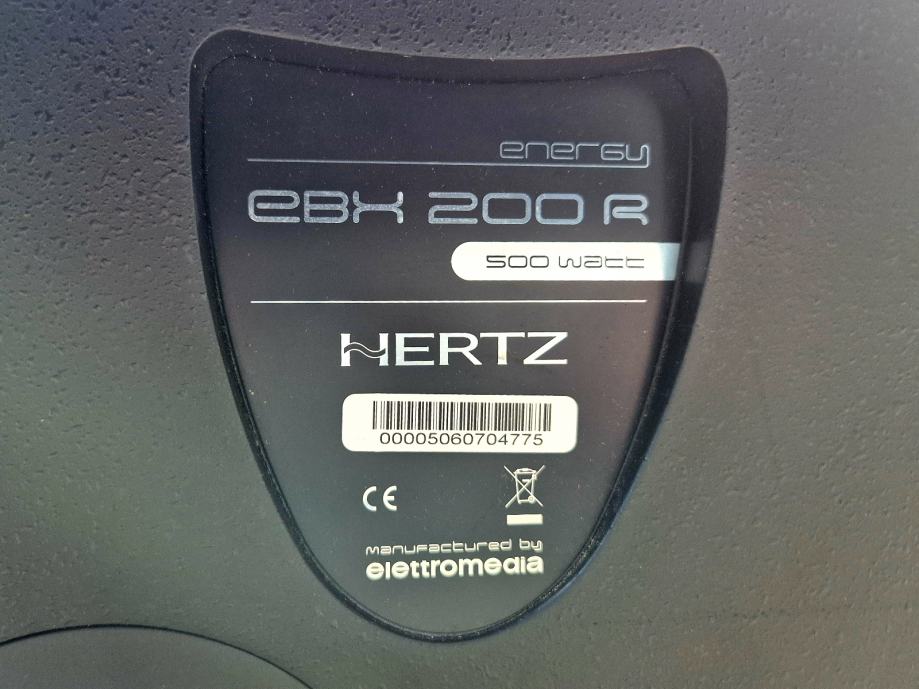 energy
EBX 200 R
500 watt
HERTZ
00005060704775
CE
manufactured by
elettromedia